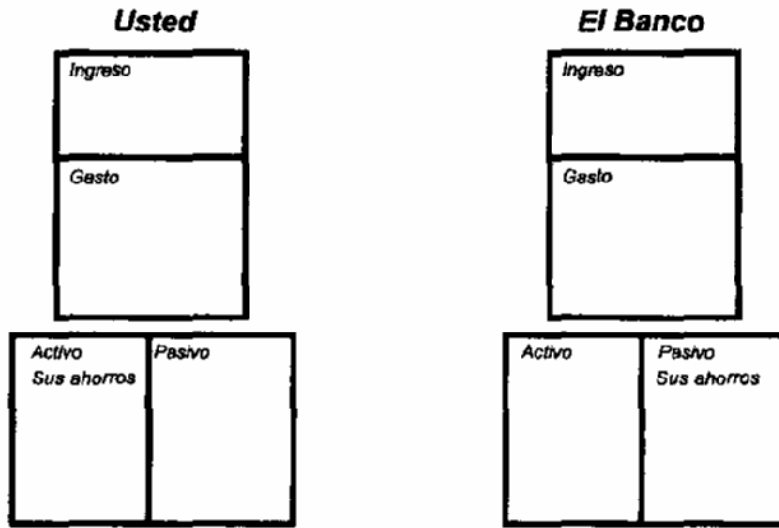 Usted
Ingreso
Gasto
Activo
Sus ahorros
Pasivo
El Banco
Ingreso
Gasto
Activo
Pasivo
Sus ahorros